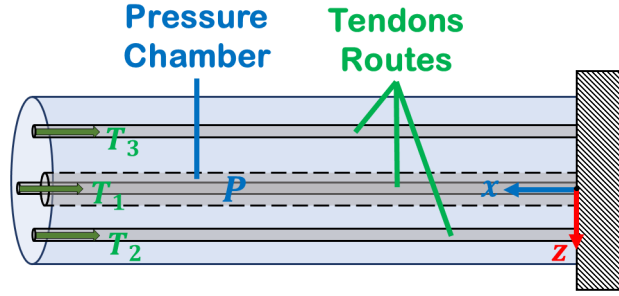 Pressure
Chamber
Tendons
Routes
T₃
T₁
P
x
T₂
z